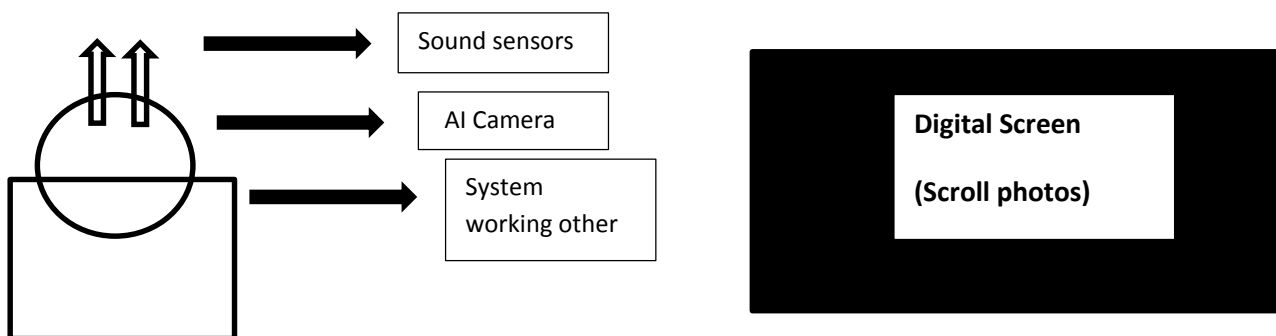 Sound sensors
AI Camera
System
working other
Digital Screen
(Scroll photos)